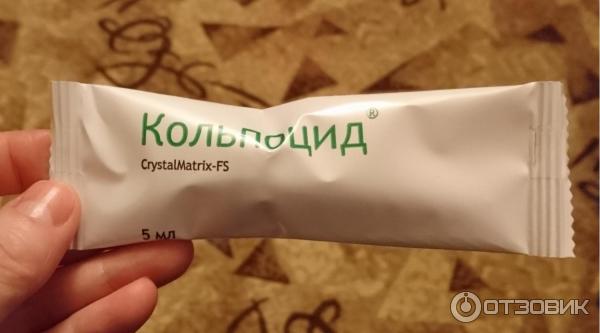 Кольпоцид®
CrystalMatrix-FS
5 мл
ОТЗОВИК